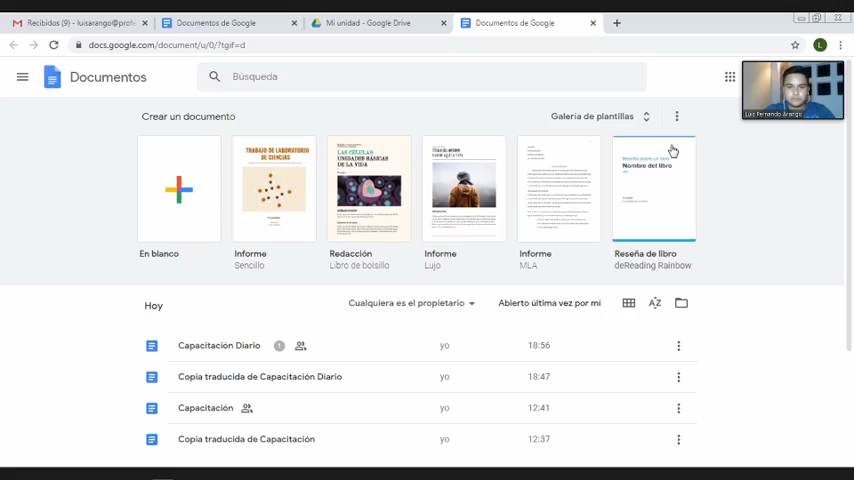 Recibidos (9) - luisarango@profe
Documentos de Google
Mi unidad - Google Drive
Documentos de Google
docs.google.com/document/u/0/?tgif=d
L
Documentos
Búsqueda
Luis Fernando Arango
Crear un documento
Galería de plantillas
TRABAJO DE LABORATORIO
DE CIENCIAS
LAS CÉLULAS:
UNIDADES BÁSICAS
DE LA VIDA
Reseña sobre un libro
Nombre del libro
En blanco
Informe
Sencillo
Redacción
Libro de bolsillo
Informe
Lujo
Informe
MLA
Reseña de libro
deReading Rainbow
Hoy
Cualquiera es el propietario
Abierto última vez por mí
AZ
Capacitación Diario
1
yo
18:56
Copia traducida de Capacitación Diario
yo
18:47
Capacitación
yo
12:41
Copia traducida de Capacitación
yo
12:37